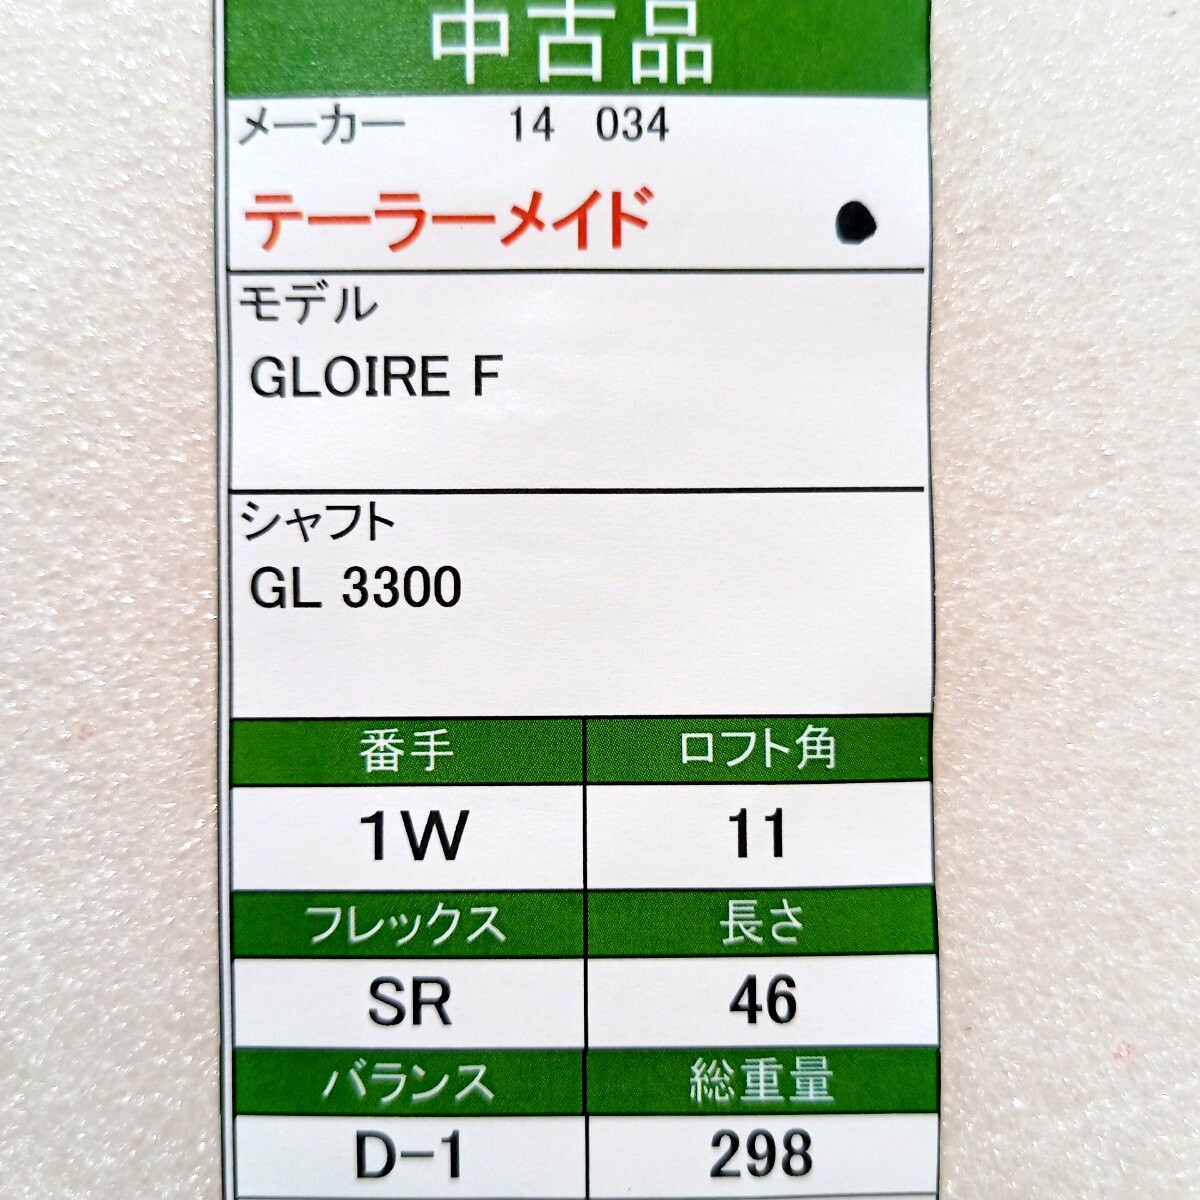 中古品
メーカー 14 034
テーラーメイド
モデル
GLOIRE F
シャフト
GL 3300
番手 ロフト角
1W 11
フレックス 長さ
SR 46
バランス 総重量
D-1 298